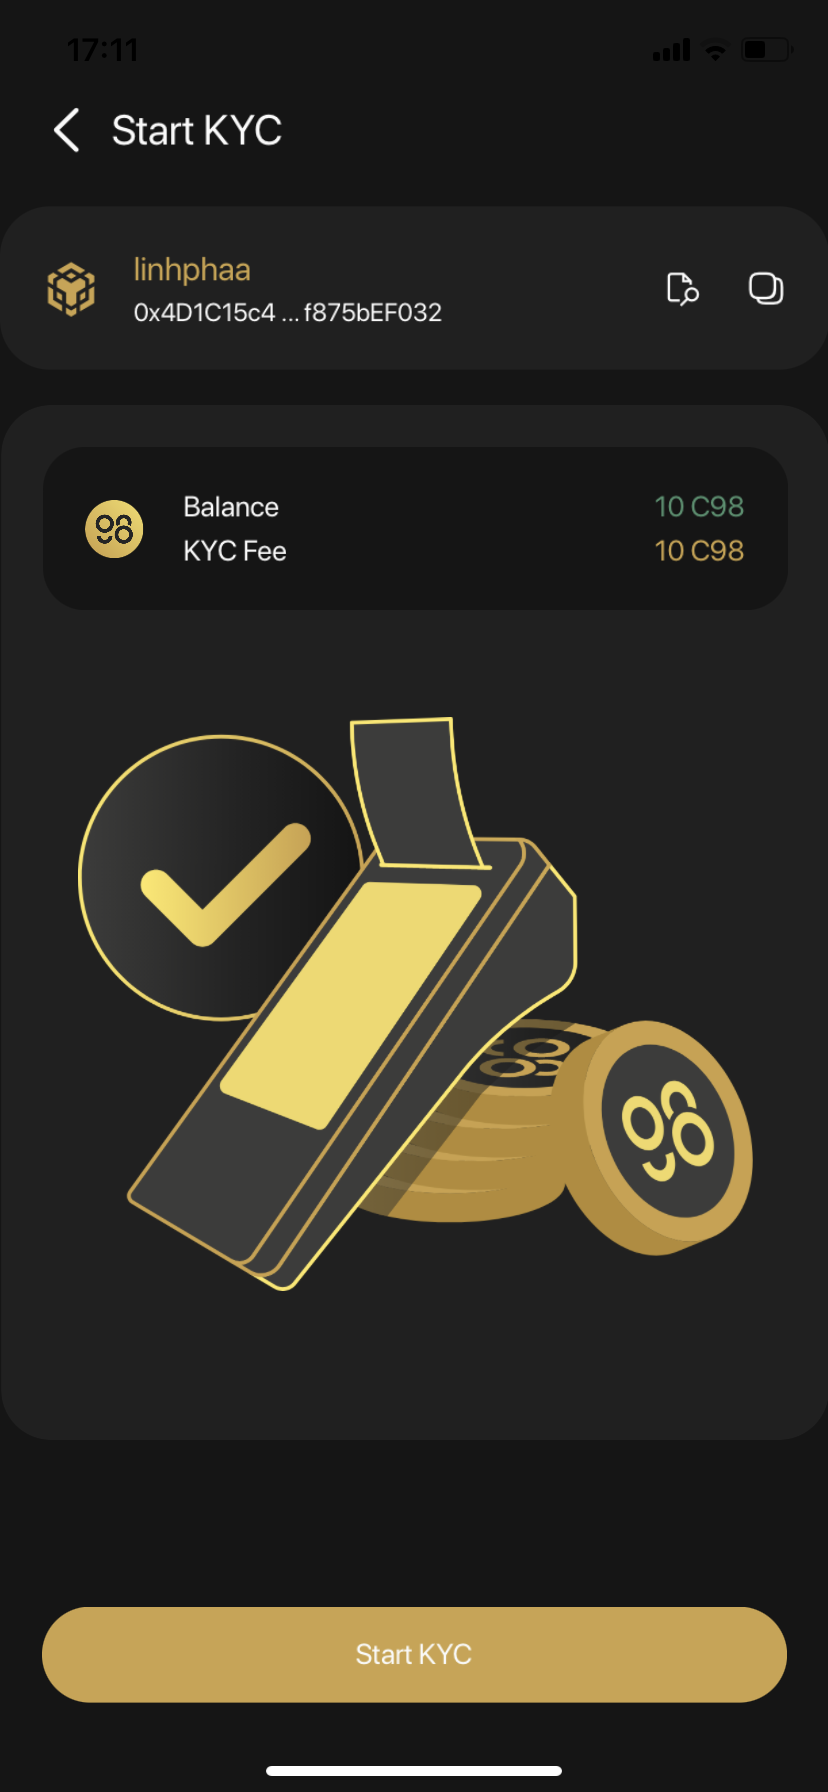 17:11
Start KYC
linhphaa
0x4D1C15c4 ... f875bEF032
Balance 10 C98
KYC Fee 10 C98
Start KYC